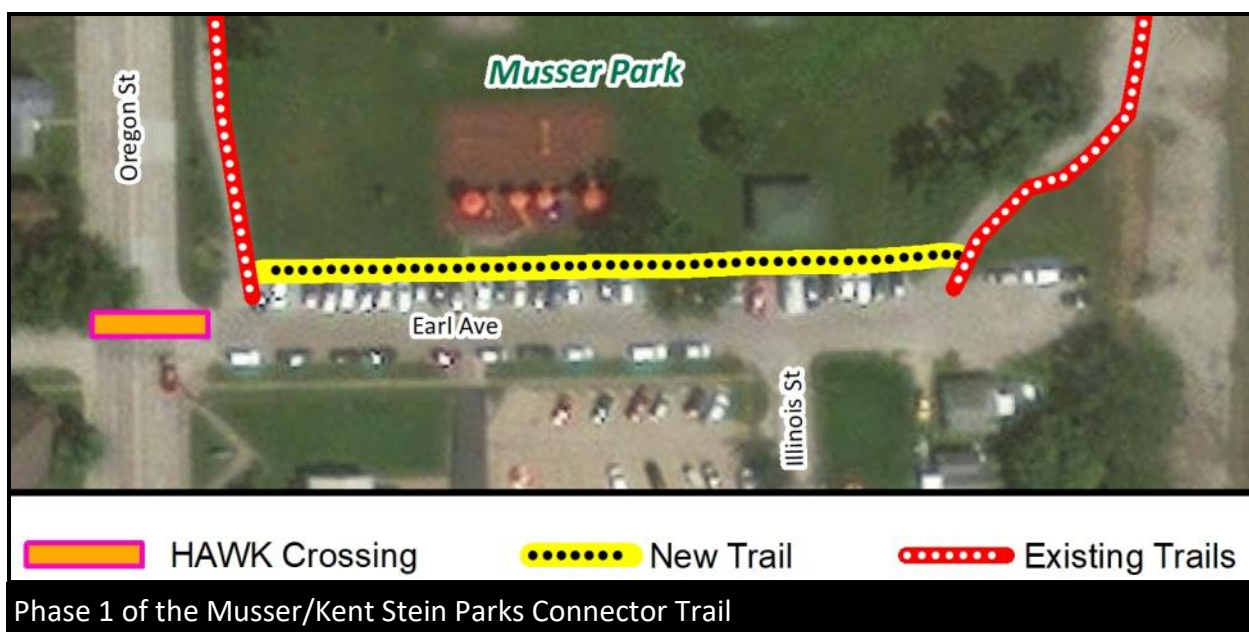 Musser Park
Oregon St
Earl Ave
Illinois St
HAWK Crossing
New Trail
Existing Trails
Phase 1 of the Musser/Kent Stein Parks Connector Trail